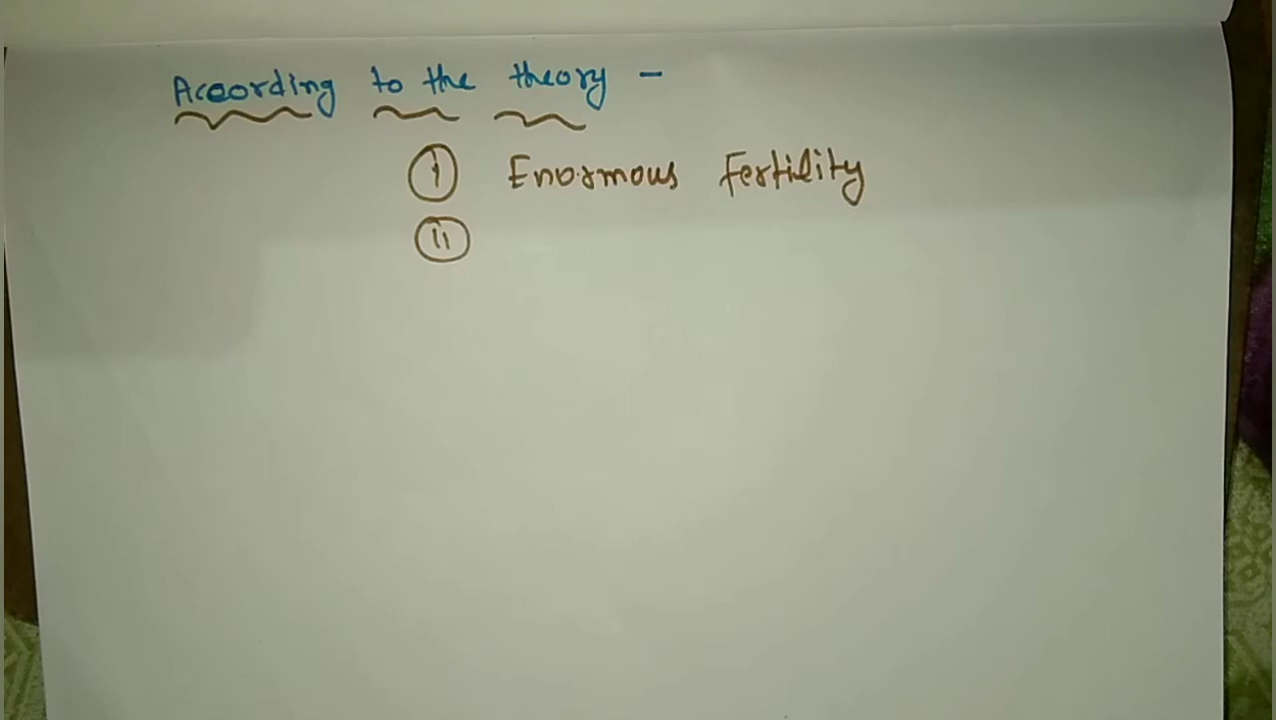 According to the theory -
(i) Enormous Fertility
(ii)